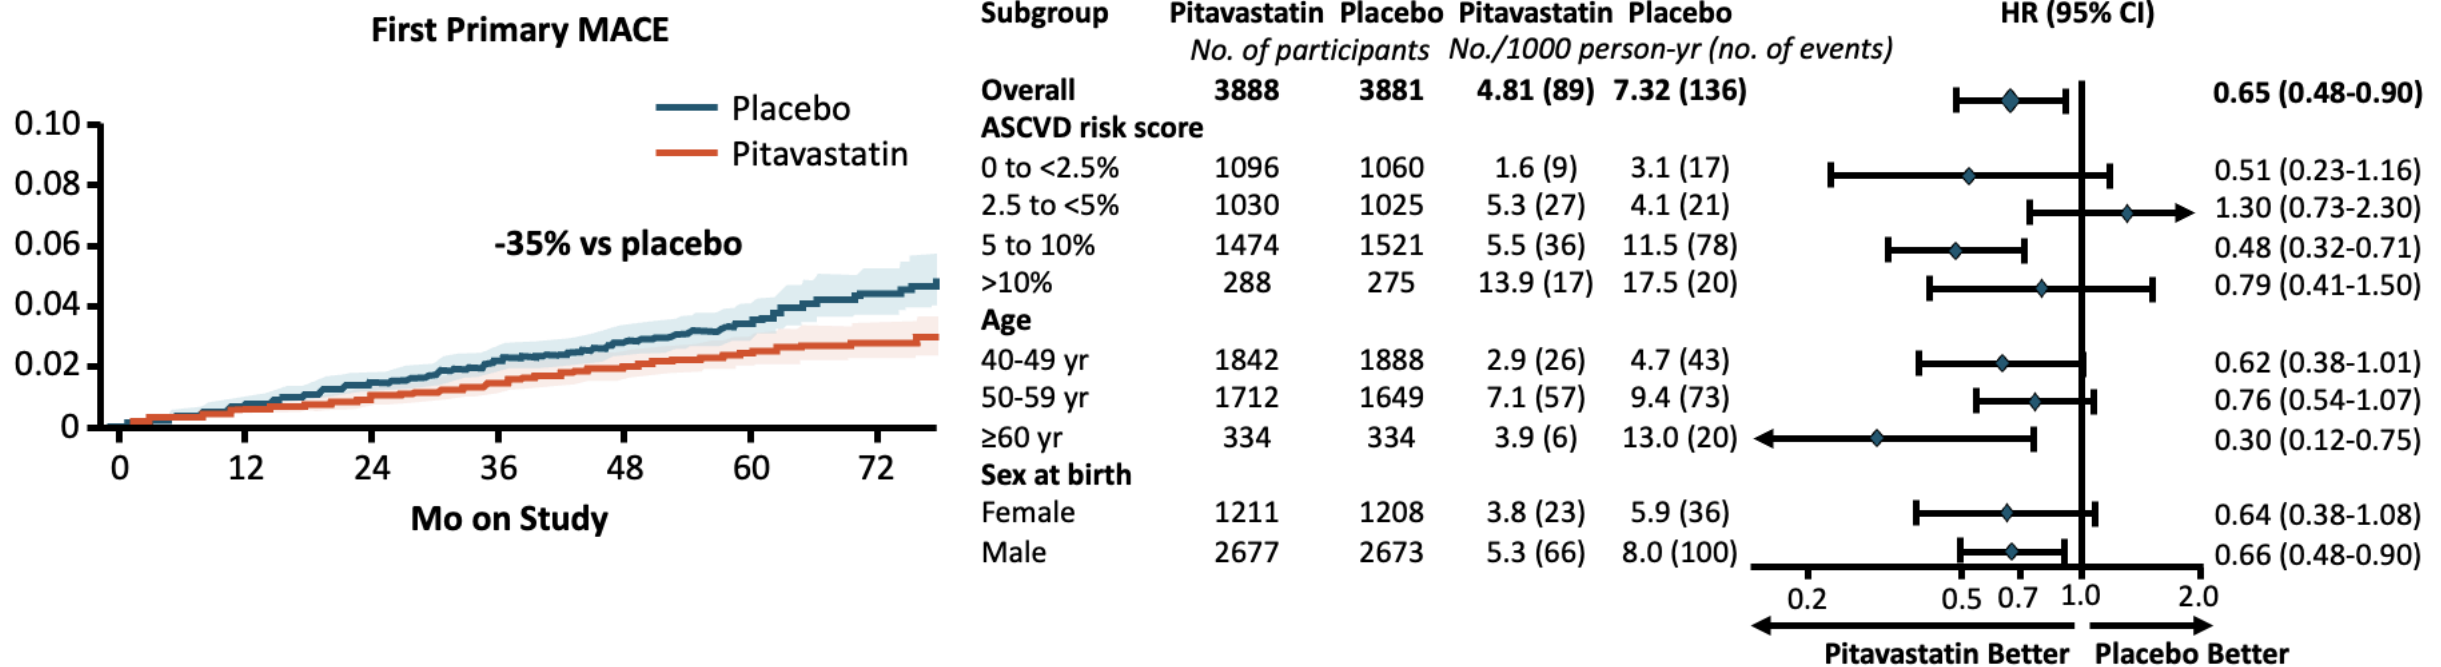 First Primary MACE
Placebo
Pitavastatin
-35% vs placebo
0.10
0.08
0.06
0.04
0.02
0
0 12 24 36 48 60 72
Mo on Study
Subgroup Pitavastatin Placebo Pitavastatin Placebo HR (95% CI)
No. of participants No./1000 person-yr (no. of events)
Overall 3888 3881 4.81 (89) 7.32 (136) 0.65 (0.48-0.90)
ASCVD risk score
0 to <2.5% 1096 1060 1.6 (9) 3.1 (17) 0.51 (0.23-1.16)
2.5 to <5% 1030 1025 5.3 (27) 4.1 (21) 1.30 (0.73-2.30)
5 to 10% 1474 1521 5.5 (36) 11.5 (78) 0.48 (0.32-0.71)
>10% 288 275 13.9 (17) 17.5 (20) 0.79 (0.41-1.50)
Age
40-49 yr 1842 1888 2.9 (26) 4.7 (43) 0.62 (0.38-1.01)
50-59 yr 1712 1649 7.1 (57) 9.4 (73) 0.76 (0.54-1.07)
≥60 yr 334 334 3.9 (6) 13.0 (20) 0.30 (0.12-0.75)
Sex at birth
Female 1211 1208 3.8 (23) 5.9 (36) 0.64 (0.38-1.08)
Male 2677 2673 5.3 (66) 8.0 (100) 0.66 (0.48-0.90)
0.2 0.5 0.7 1.0 2.0
Pitavastatin Better Placebo Better